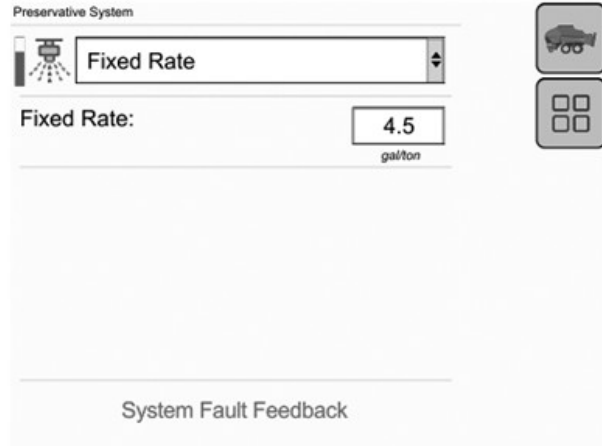 Preservative System
Fixed Rate
Fixed Rate:
4.5
gal/ton
System Fault Feedback